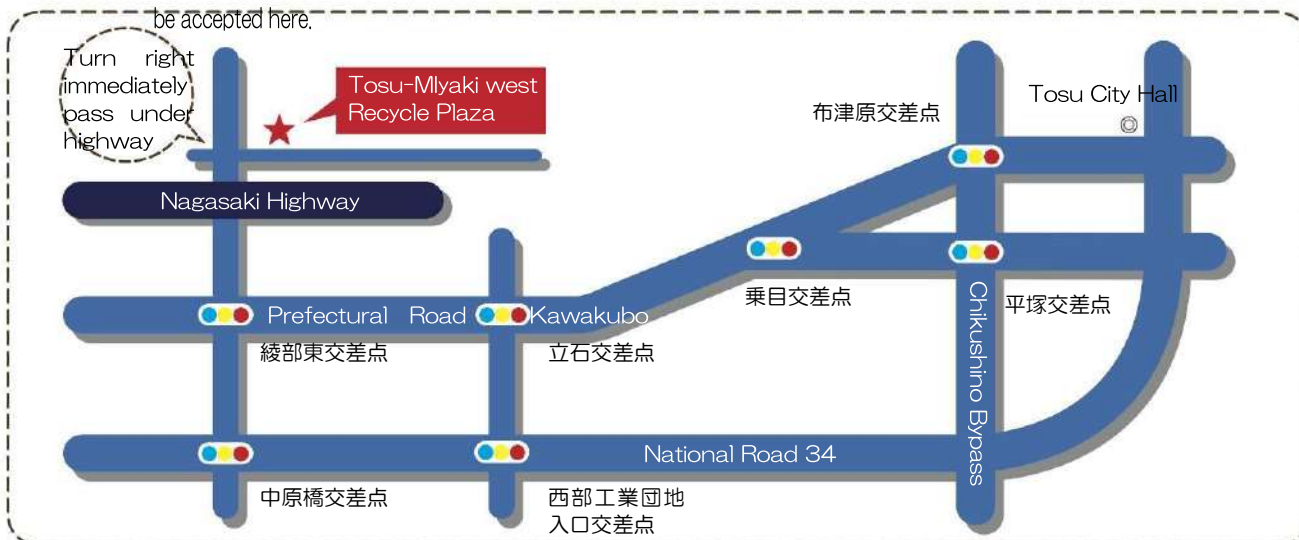 be accepted here.
Turn right
immediately
pass under
highway
Tosu-MIyaki west
Recycle Plaza
布津原交差点
Tosu City Hall
Nagasaki Highway
乗目交差点
平塚交差点
Prefectural Road Kawakubo
綾部東交差点
立石交差点
Chikushino Bypass
National Road 34
中原橋交差点
西部工業団地
入口交差点